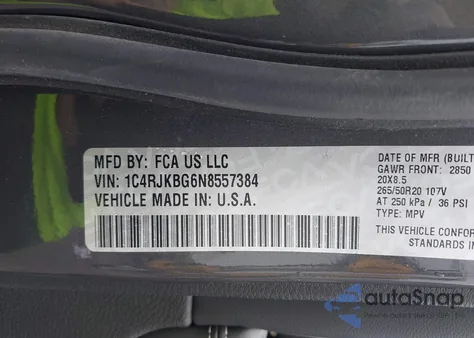 MFD BY: FCA US LLC
VIN: 1C4RJKBG6N8557384
VEHICLE MADE IN: U.S.A.
DATE OF MFR (BUILT
GAWR FRONT: 2850
20X8.5
265/50R20 107V
AT 250 kPa / 36 PSI
TYPE: MPV
THIS VEHICLE CONFOR
STANDARDS IN
autoSnap